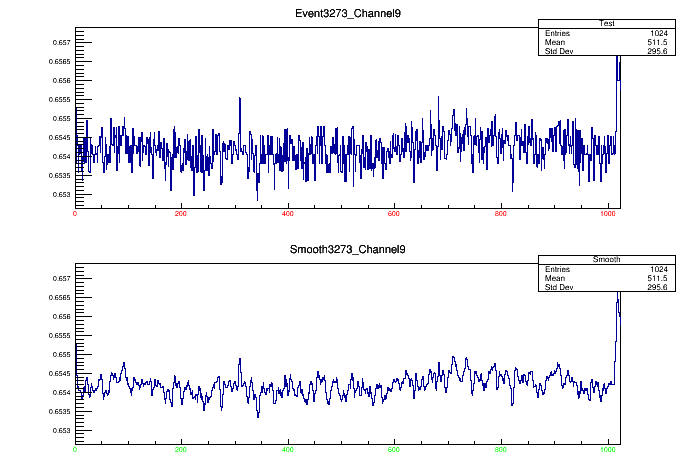 Event3273_Channel9
Test
Entries 1024
Mean 511.5
Std Dev 295.6
0.657
0.6565
0.656
0.6555
0.655
0.6545
0.654
0.6535
0.653
0 200 400 600 800 1000
Smooth3273_Channel9
Smooth
Entries 1024
Mean 511.5
Std Dev 295.6
0.657
0.6565
0.656
0.6555
0.655
0.6545
0.654
0.6535
0.653
0 200 400 600 800 1000